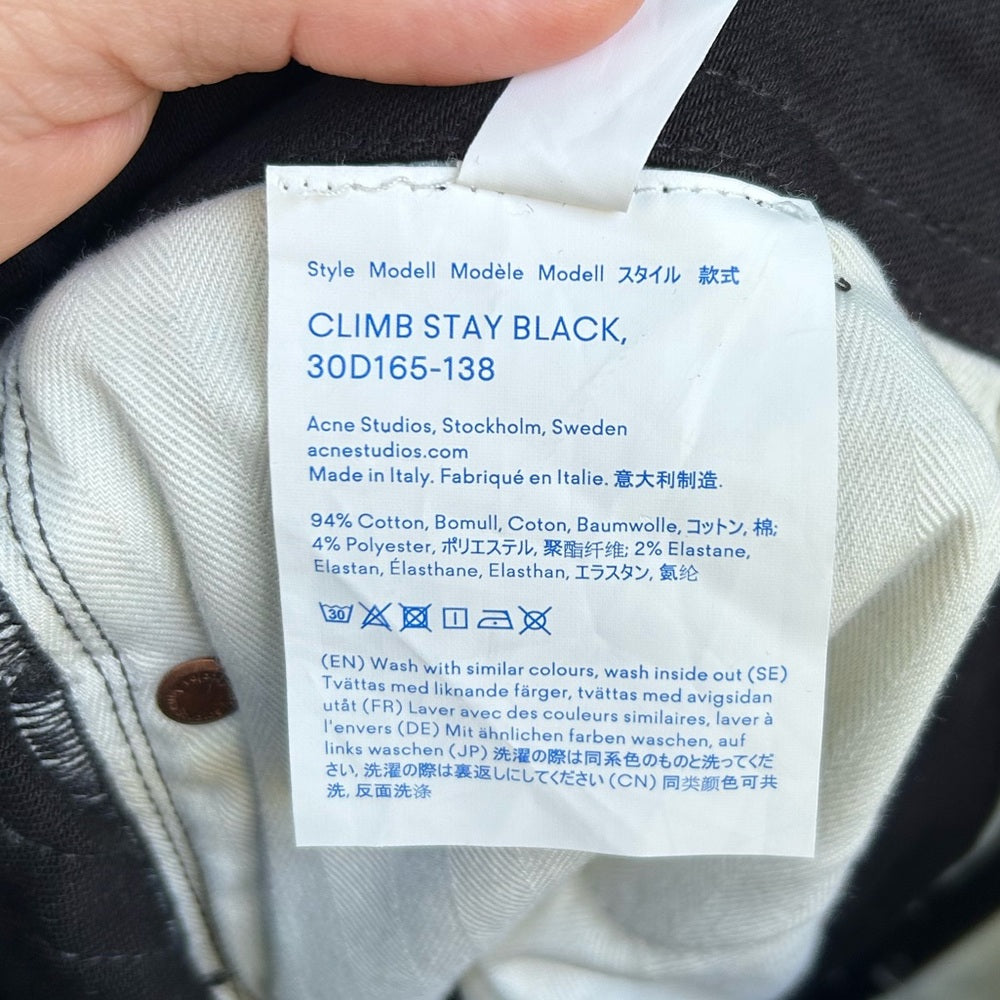 Style Modell Modèle Modell スタイル 款式
CLIMB STAY BLACK,
30D165-138
Acne Studios, Stockholm, Sweden
acnestudios.com
Made in Italy. Fabriqué en Italie. 意大利制造.
94% Cotton, Bomull, Coton, Baumwolle, コットン, 棉;
4% Polyester, ポリエステル, 聚酯纤维; 2% Elastane,
Elastan, Élasthane, Elasthan, エラスタン, 氨纶
30
(EN) Wash with similar colours, wash inside out (SE)
Tvättas med liknande färger, tvättas med avigsidan
utåt (FR) Laver avec des couleurs similaires, laver à
l'envers (DE) Mit ähnlichen farben waschen, auf
links waschen (JP) 洗濯の際は同系色のものと洗ってくだ
さい, 洗濯の際は裏返しにしてください (CN) 同类颜色可共
洗, 反面洗涤